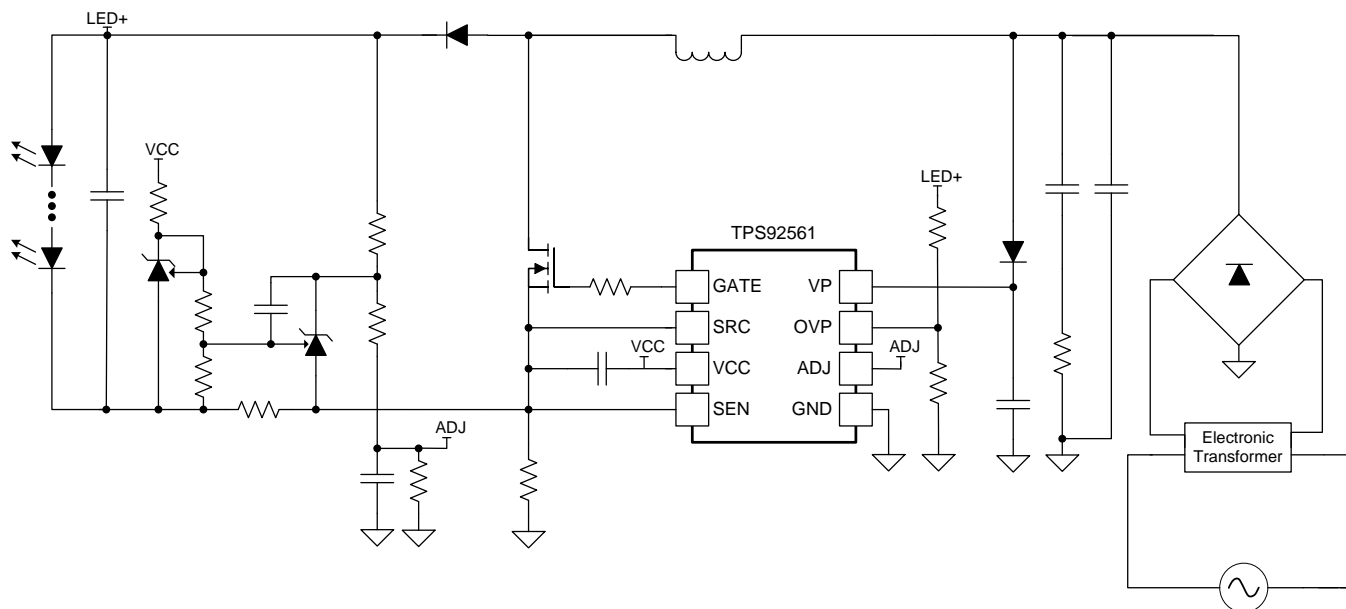 LED+
VCC
LED+
TPS92561
GATE
VP
SRC
OVP
VCC
ADJ
VCC
ADJ
SEN
GND
ADJ
Electronic
Transformer